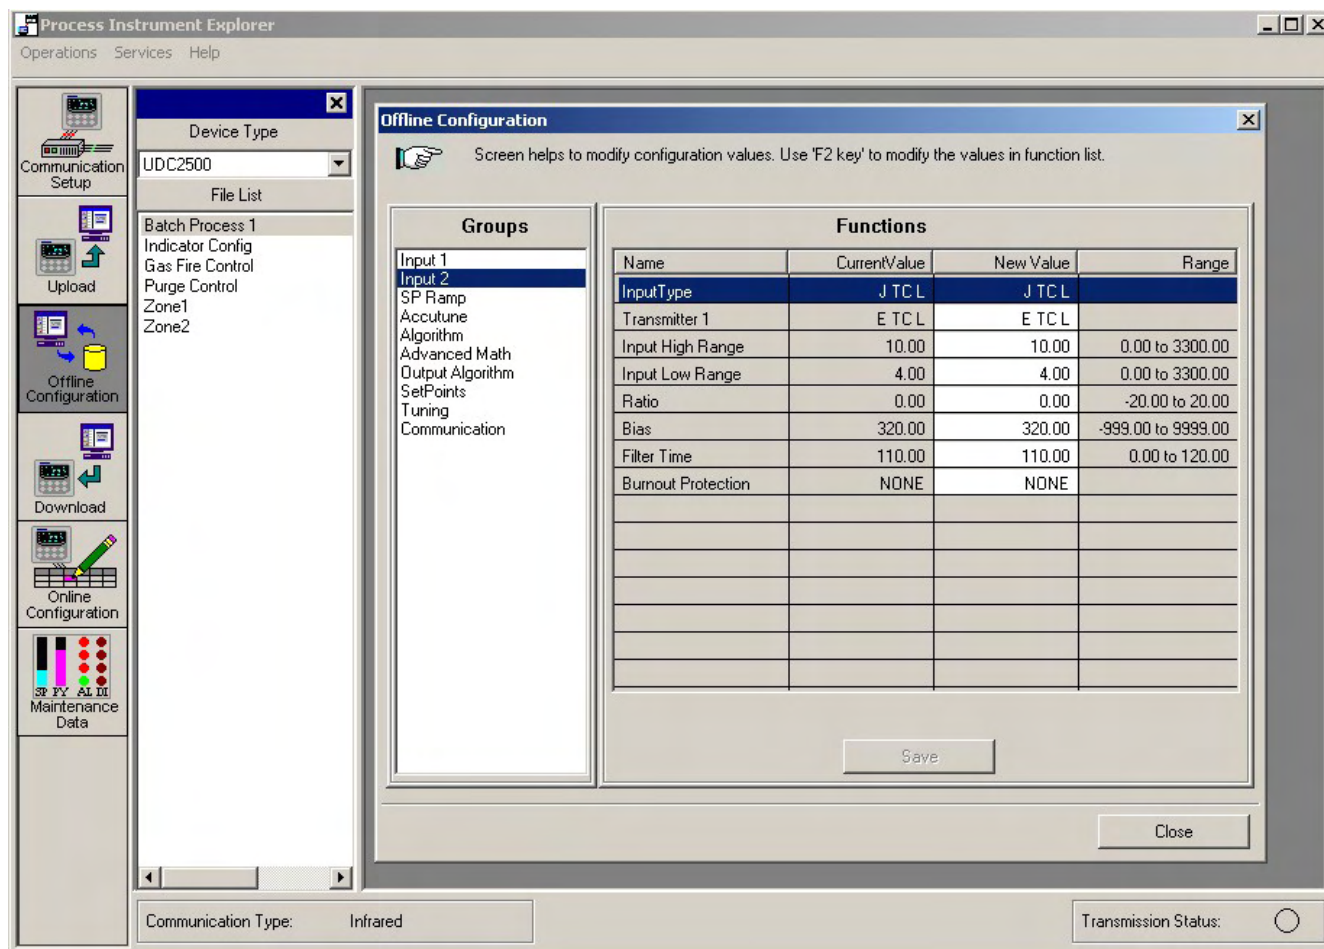 Process Instrument Explorer
Operations Services Help
Communication
Setup
Upload
Offline
Configuration
Download
Online
Configuration
SP PY AL DI
Maintenance
Data
Device Type
UDC2500
File List
Batch Process 1
Indicator Config
Gas Fire Control
Purge Control
Zone1
Zone2
Offline Configuration
Screen helps to modify configuration values. Use 'F2 key' to modify the values in function list.
Groups
Input 1
Input 2
SP Ramp
Accutune
Algorithm
Advanced Math
Output Algorithm
SetPoints
Tuning
Communication
Functions
Name CurrentValue New Value Range
InputType J TC L J TC L
Transmitter 1 E TC L E TC L
Input High Range 10.00 10.00 0.00 to 3300.00
Input Low Range 4.00 4.00 0.00 to 3300.00
Ratio 0.00 0.00 -20.00 to 20.00
Bias 320.00 320.00 -999.00 to 9999.00
Filter Time 110.00 110.00 0.00 to 120.00
Burnout Protection NONE NONE
Save
Close
Communication Type: Infrared
Transmission Status: